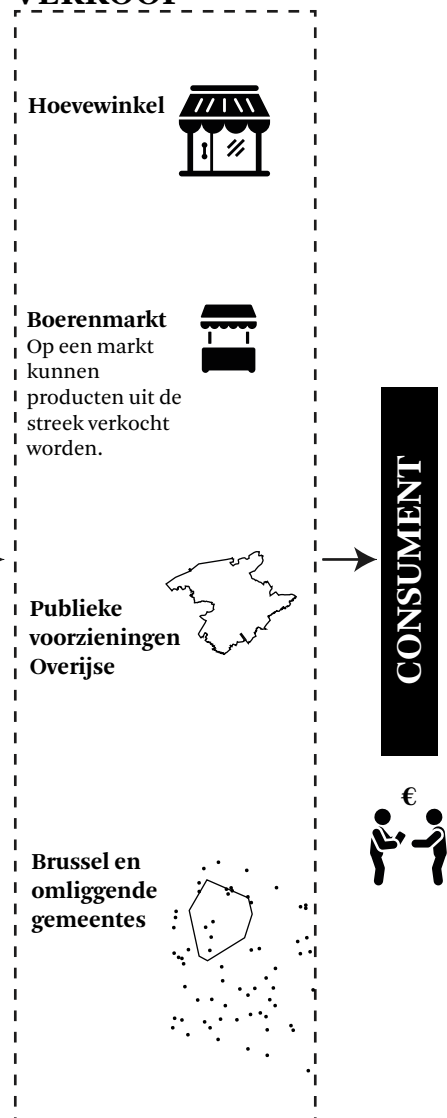 VERKOOP
Hoevewinkel
Boerenmarkt
Op een markt
kunnen
producten uit de
streek verkocht
worden.
Publieke
voorzieningen
Overijse
Brussel en
omliggende
gemeentes
CONSUMENT
€